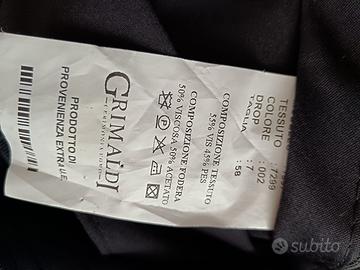 TESSUTO : 7299
COLORE : 002
DROP :
TAGLIA : 58
COMPOSIZIONE TESSUTO
55% VIS 45% PES
COMPOSIZIONE FODERA
50% VISCOSA 50% ACETATO
GRIMALDI
PRODOTTO DI
PROVENIENZA EXTRA UE
subito